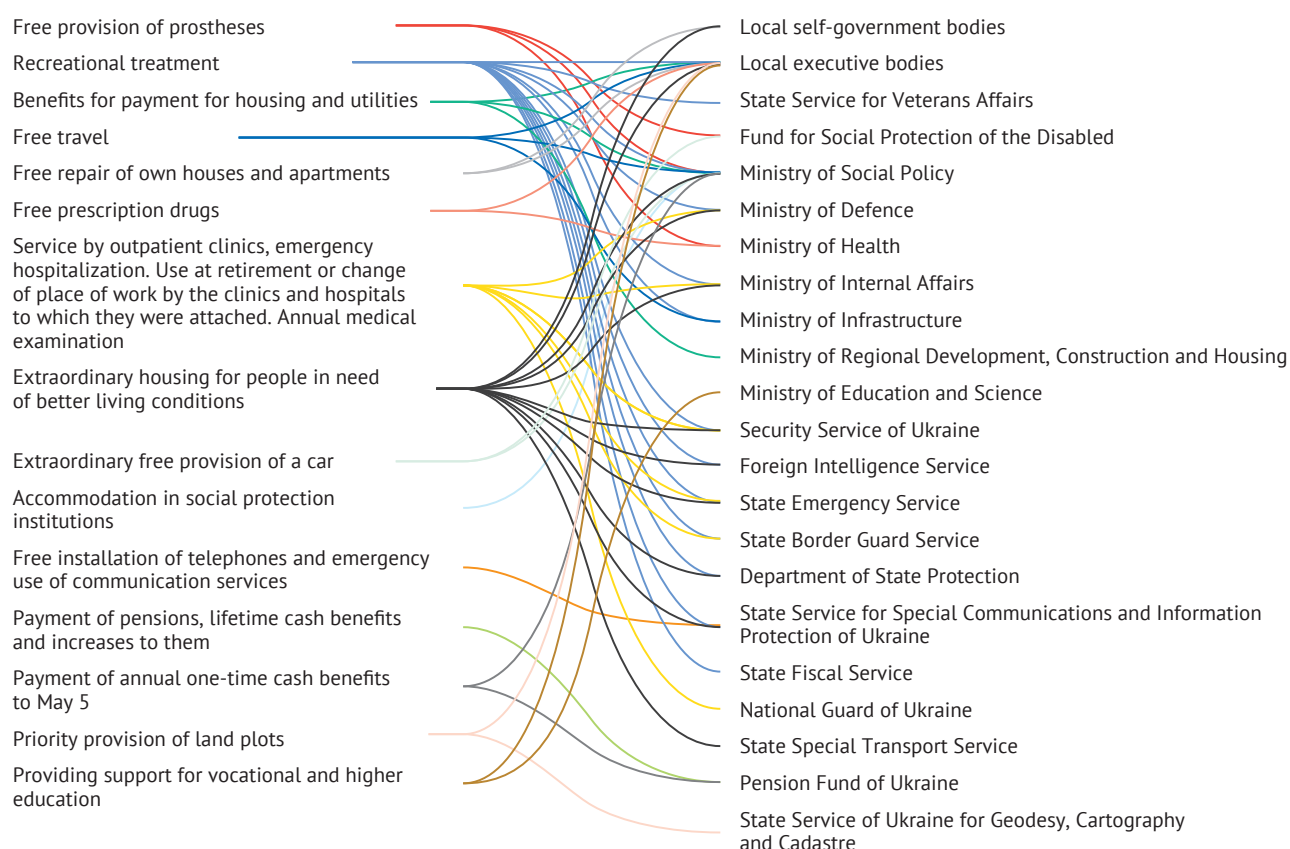 Free provision of prostheses
Recreational treatment
Benefits for payment for housing and utilities
Free travel
Free repair of own houses and apartments
Free prescription drugs
Service by outpatient clinics, emergency
hospitalization. Use at retirement or change
of place of work by the clinics and hospitals
to which they were attached. Annual medical
examination
Extraordinary housing for people in need
of better living conditions
Extraordinary free provision of a car
Accommodation in social protection
institutions
Free installation of telephones and emergency
use of communication services
Payment of pensions, lifetime cash benefits
and increases to them
Payment of annual one-time cash benefits
to May 5
Priority provision of land plots
Providing support for vocational and higher
education
Local self-government bodies
Local executive bodies
State Service for Veterans Affairs
Fund for Social Protection of the Disabled
Ministry of Social Policy
Ministry of Defence
Ministry of Health
Ministry of Internal Affairs
Ministry of Infrastructure
Ministry of Regional Development, Construction and Housing
Ministry of Education and Science
Security Service of Ukraine
Foreign Intelligence Service
State Emergency Service
State Border Guard Service
Department of State Protection
State Service for Special Communications and Information
Protection of Ukraine
State Fiscal Service
National Guard of Ukraine
State Special Transport Service
Pension Fund of Ukraine
State Service of Ukraine for Geodesy, Cartography
and Cadastre